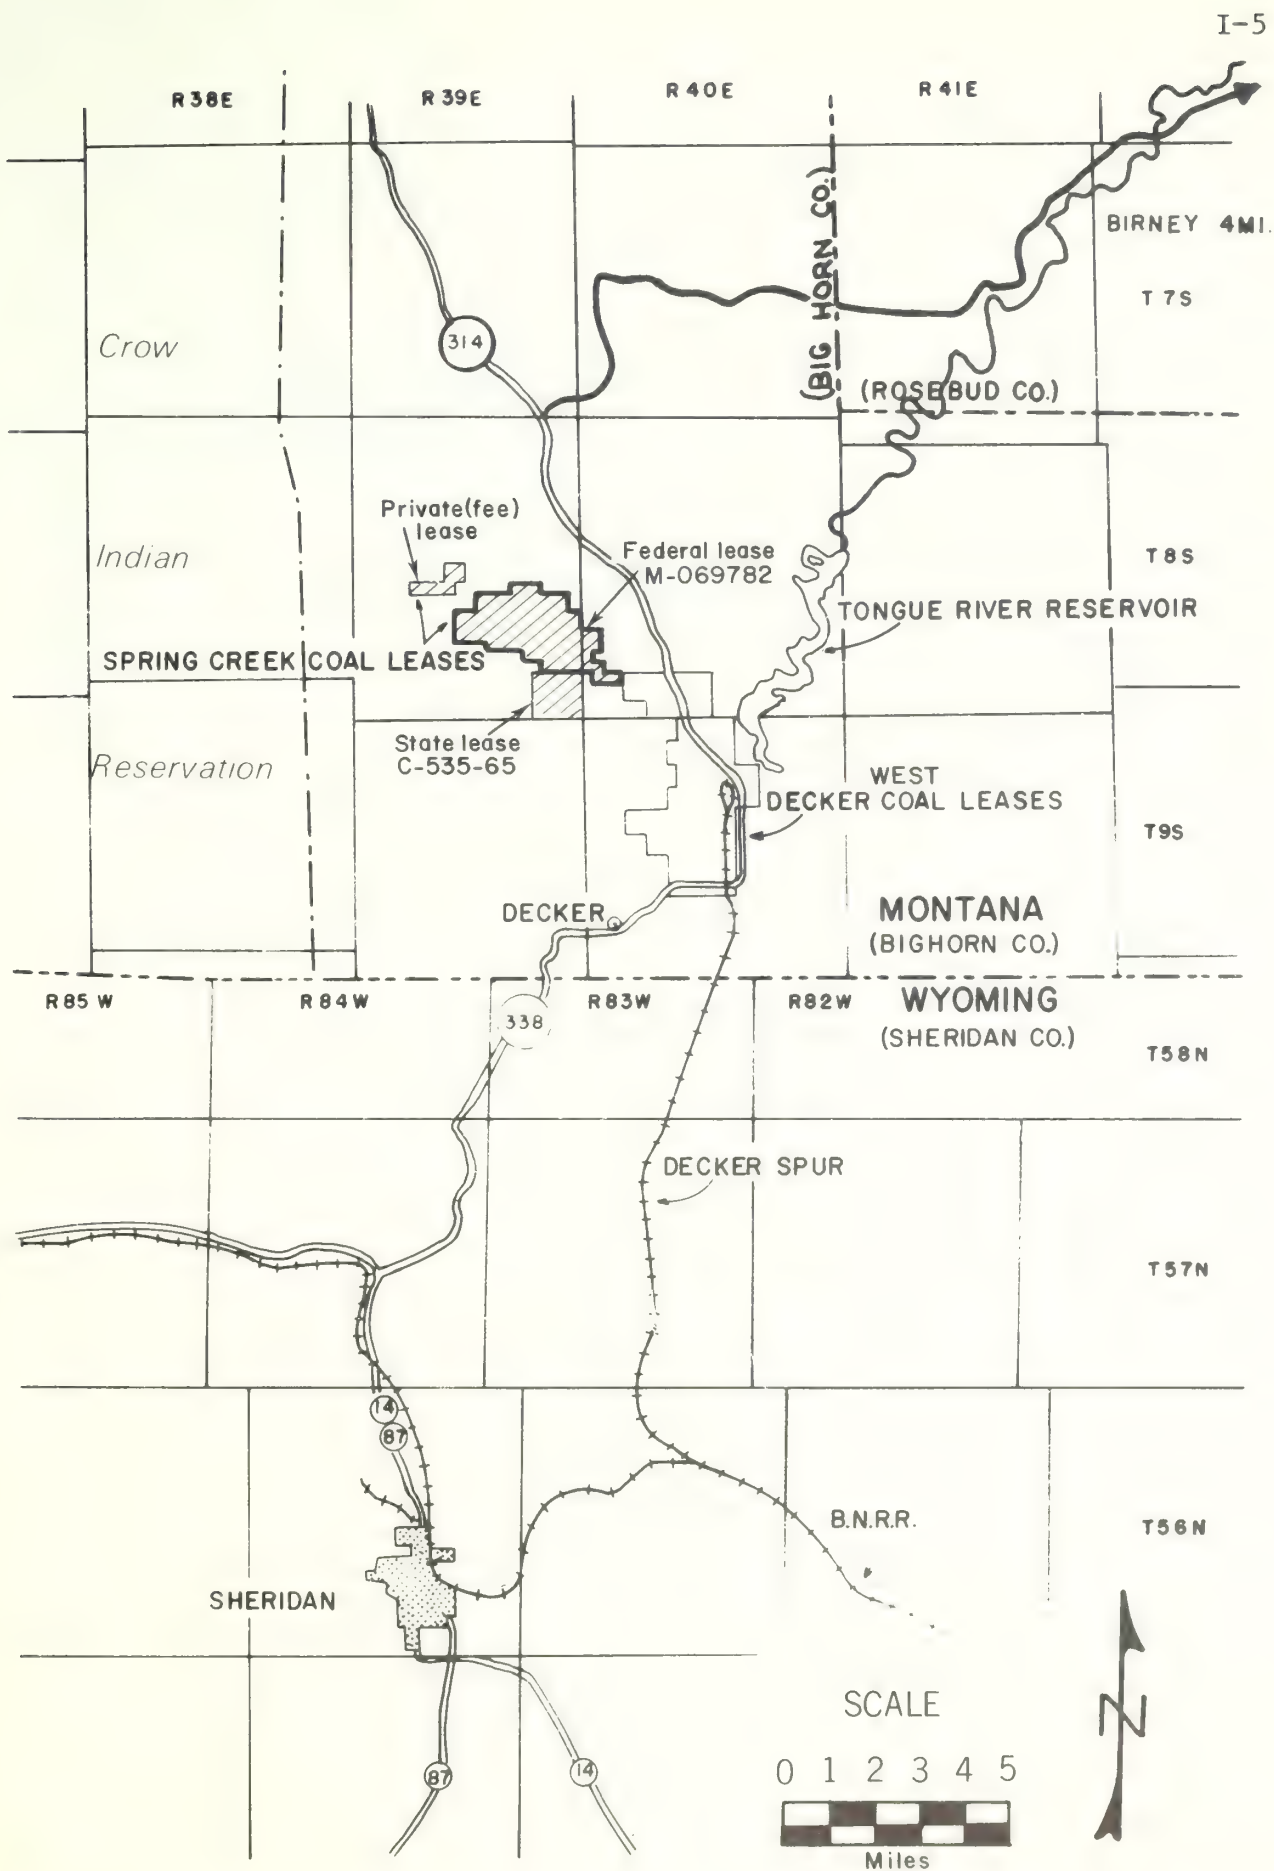 I-5
R38E
R39E
R40E
R41E
(BIG HORN CO.)
BIRNEY 4MI.
T7S
Crow
314
(ROSEBUD CO.)
Private(fee)
lease
Indian
Federal lease
M-069782
T8S
TONGUE RIVER RESERVOIR
SPRING CREEK COAL LEASES
State lease
C-535-65
Reservation
WEST
DECKER COAL LEASES
T9S
DECKER
MONTANA
(BIGHORN CO.)
R85W
R84W
R83W
R82W
WYOMING
(SHERIDAN CO.)
338
T58N
DECKER SPUR
T57N
14
87
B.N.R.R.
T56N
SHERIDAN
SCALE
N
0 1 2 3 4 5
87
14
Miles